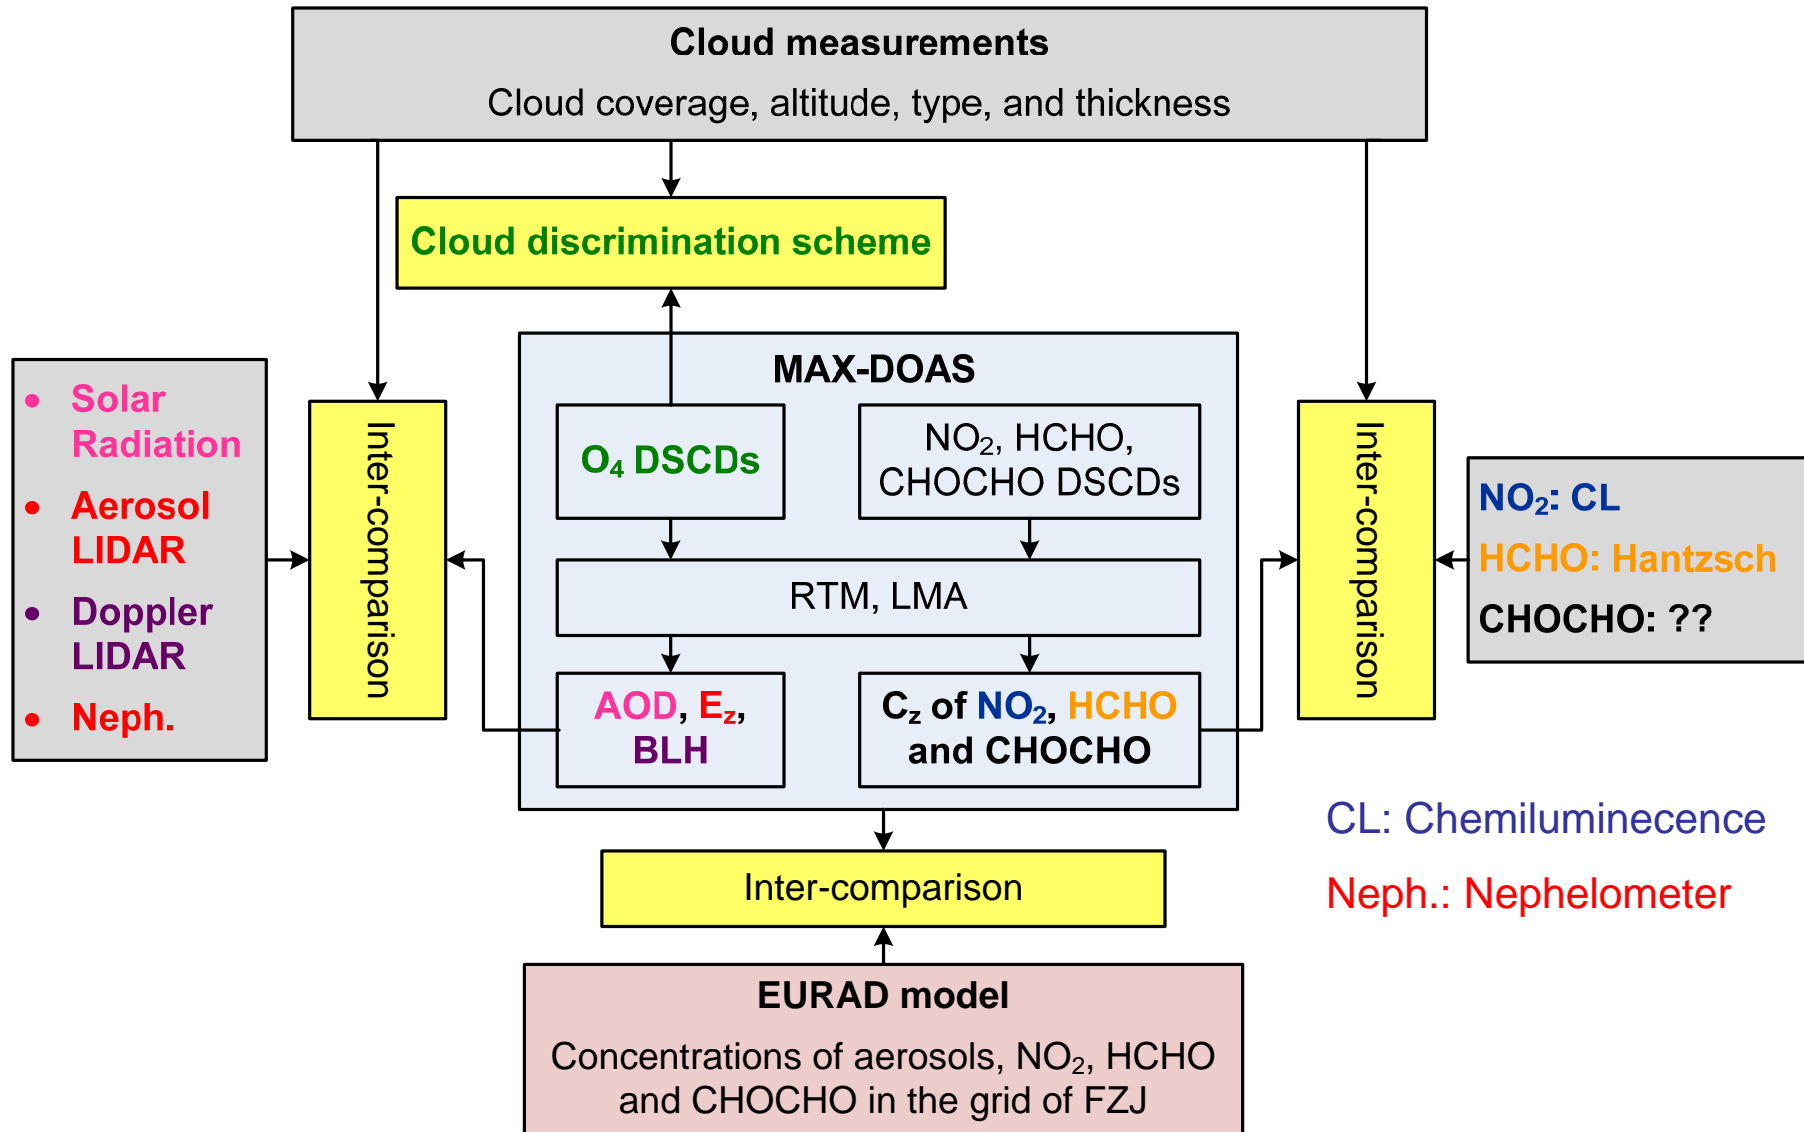 Cloud measurements
Cloud coverage, altitude, type, and thickness
Cloud discrimination scheme
• Solar
Radiation
• Aerosol
LIDAR
• Doppler
LIDAR
• Neph.
Inter-comparison
MAX-DOAS
O₄ DSCDs
NO₂, HCHO,
CHOCHO DSCDs
RTM, LMA
AOD, E_z,
BLH
C_z of NO₂, HCHO
and CHOCHO
Inter-comparison
NO₂: CL
HCHO: Hantzsch
CHOCHO: ??
CL: Chemiluminecence
Neph.: Nephelometer
Inter-comparison
EURAD model
Concentrations of aerosols, NO₂, HCHO
and CHOCHO in the grid of FZJ